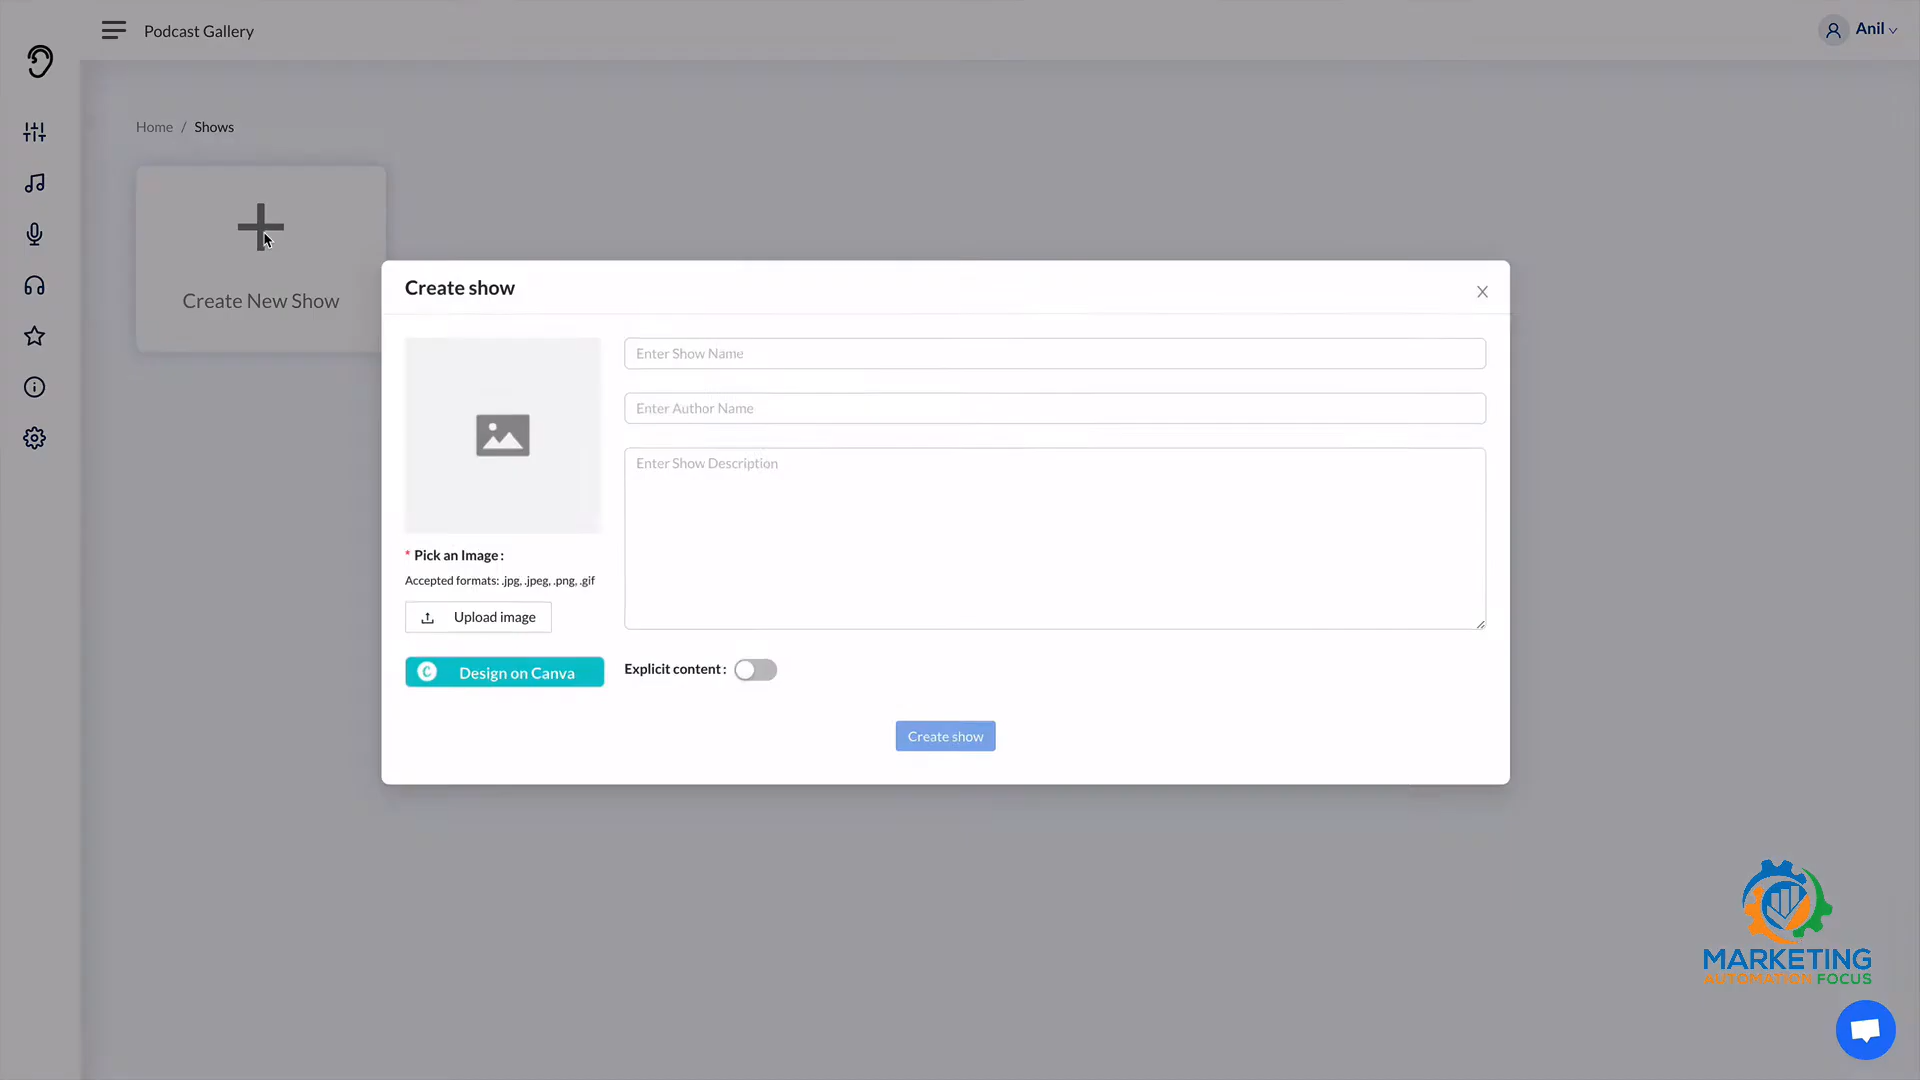 Podcast Gallery
Anil
Home / Shows
Create New Show
Create show
Enter Show Name
Enter Author Name
Enter Show Description
* Pick an Image :
Accepted formats: .jpg, .jpeg, .png, .gif
Upload image
C Design on Canva
Explicit content :
Create show
MARKETING
AUTOMATION FOCUS